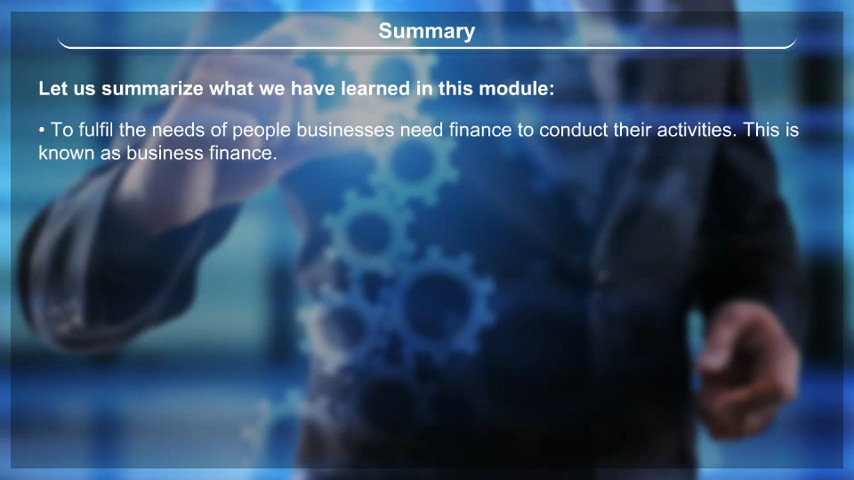 Summary
Let us summarize what we have learned in this module:
• To fulfil the needs of people businesses need finance to conduct their activities. This is
known as business finance.